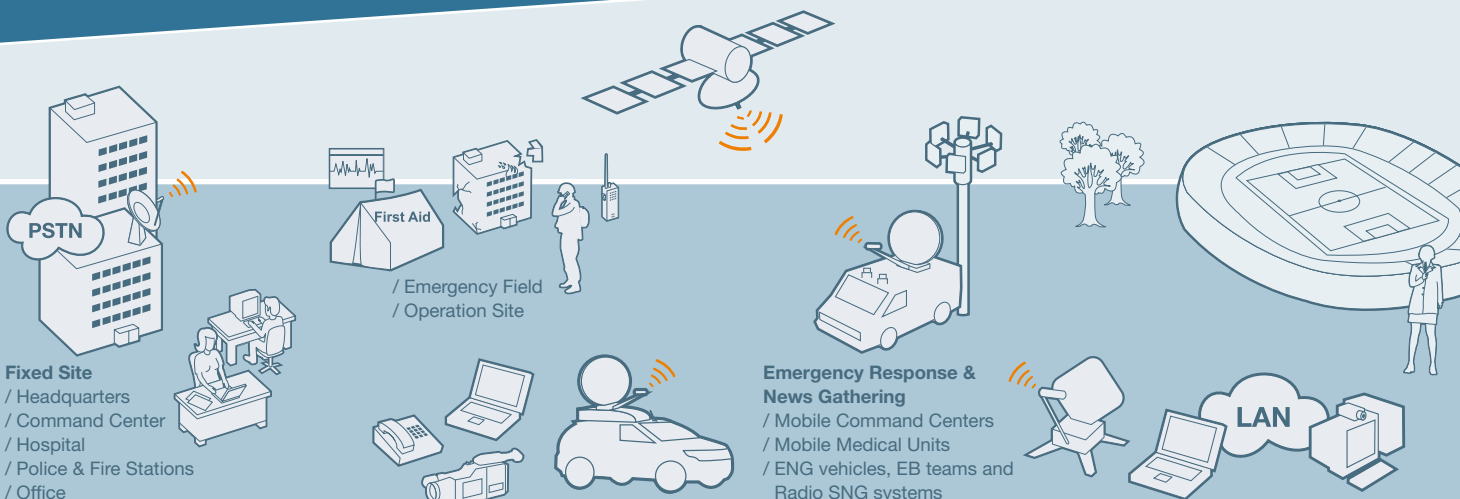 PSTN
First Aid
/ Emergency Field
/ Operation Site
Fixed Site
/ Headquarters
/ Command Center
/ Hospital
/ Police & Fire Stations
/ Office
Emergency Response &
News Gathering
/ Mobile Command Centers
/ Mobile Medical Units
/ ENG vehicles, EB teams and
Radio SNG systems
LAN